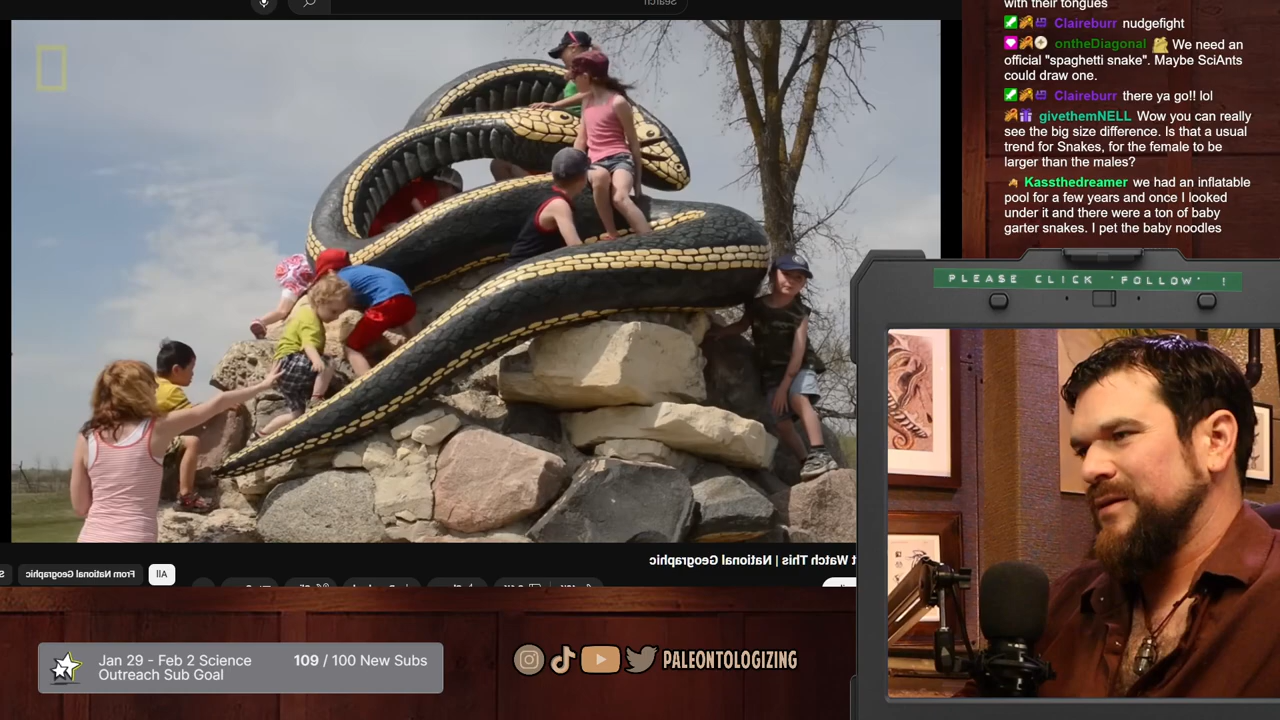 Search
with their tongues
Claireburr nudgefight
ontheDiagonal We need an
official "spaghetti snake". Maybe SciAnts
could draw one.
Claireburr there ya go!! lol
givethemNELL Wow you can really
see the big size difference. Is that a usual
trend for Snakes, for the female to be
larger than the males?
Kassthedreamer we had an inflatable
pool for a few years and once I looked
under it and there were a ton of baby
garter snakes. I pet the baby noodles
PLEASE CLICK 'FOLLOW' !
t Watch This | National Geographic
From National Geographic
All
Jan 29 - Feb 2 Science
Outreach Sub Goal
109 / 100 New Subs
PALEONTOLOGIZING